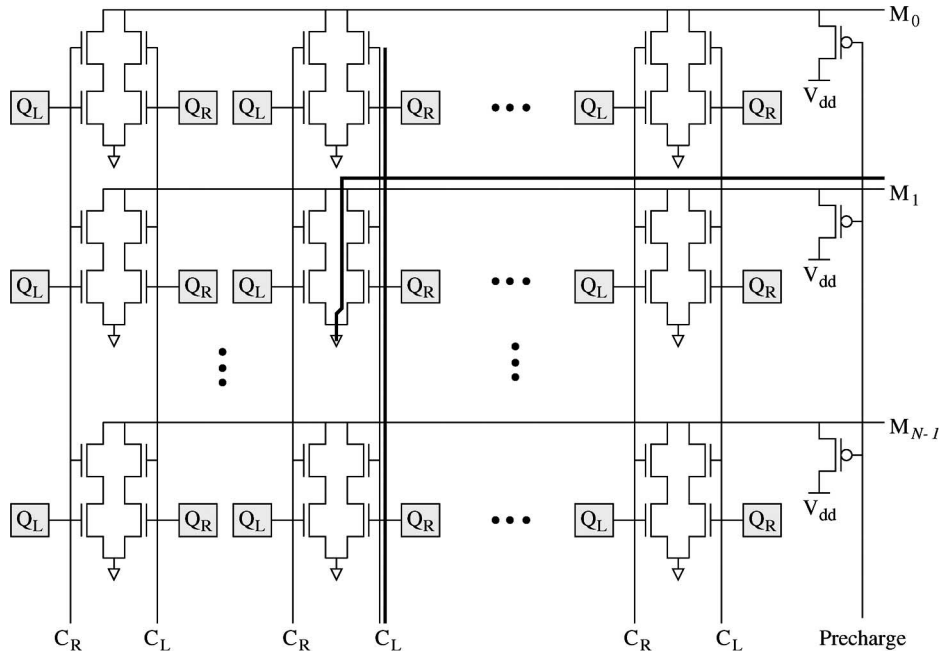 M0
Vdd
QL QR QL QR QL QR
M1
Vdd
QL QR QL QR QL QR
MN-1
Vdd
QL QR QL QR QL QR
CR CL CR CL CR CL Precharge